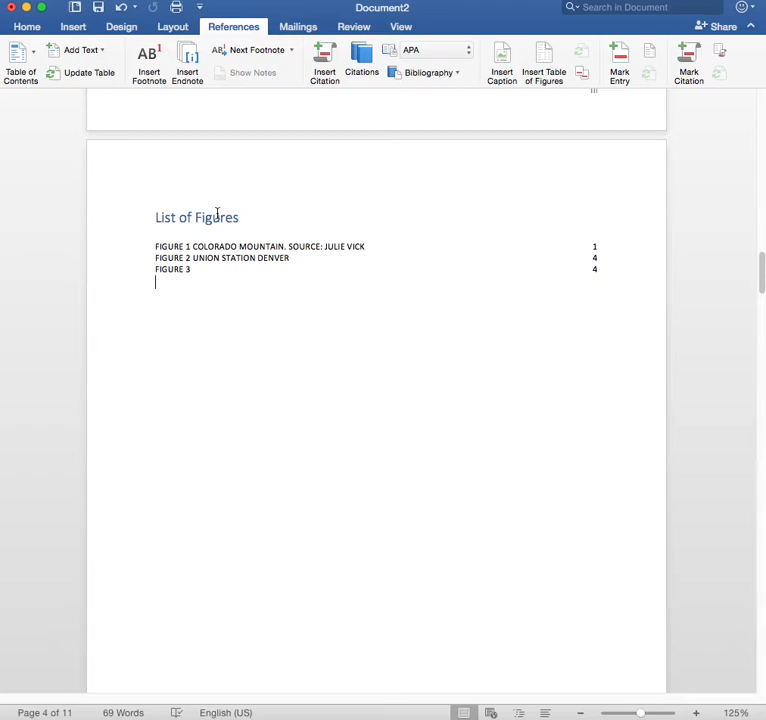 Document2
Search in Document
Home Insert Design Layout References Mailings Review View Share
Table of Contents
Add Text
Update Table
AB1 Insert Footnote
Insert Endnote
AB1 Next Footnote
Show Notes
Insert Citation
Citations
APA
Bibliography
Insert Caption
Insert Table of Figures
Mark Entry
Mark Citation
III
List of Figures
FIGURE 1 COLORADO MOUNTAIN. SOURCE: JULIE VICK 1
FIGURE 2 UNION STATION DENVER 4
FIGURE 3 4
Page 4 of 11 69 Words English (US) 125%